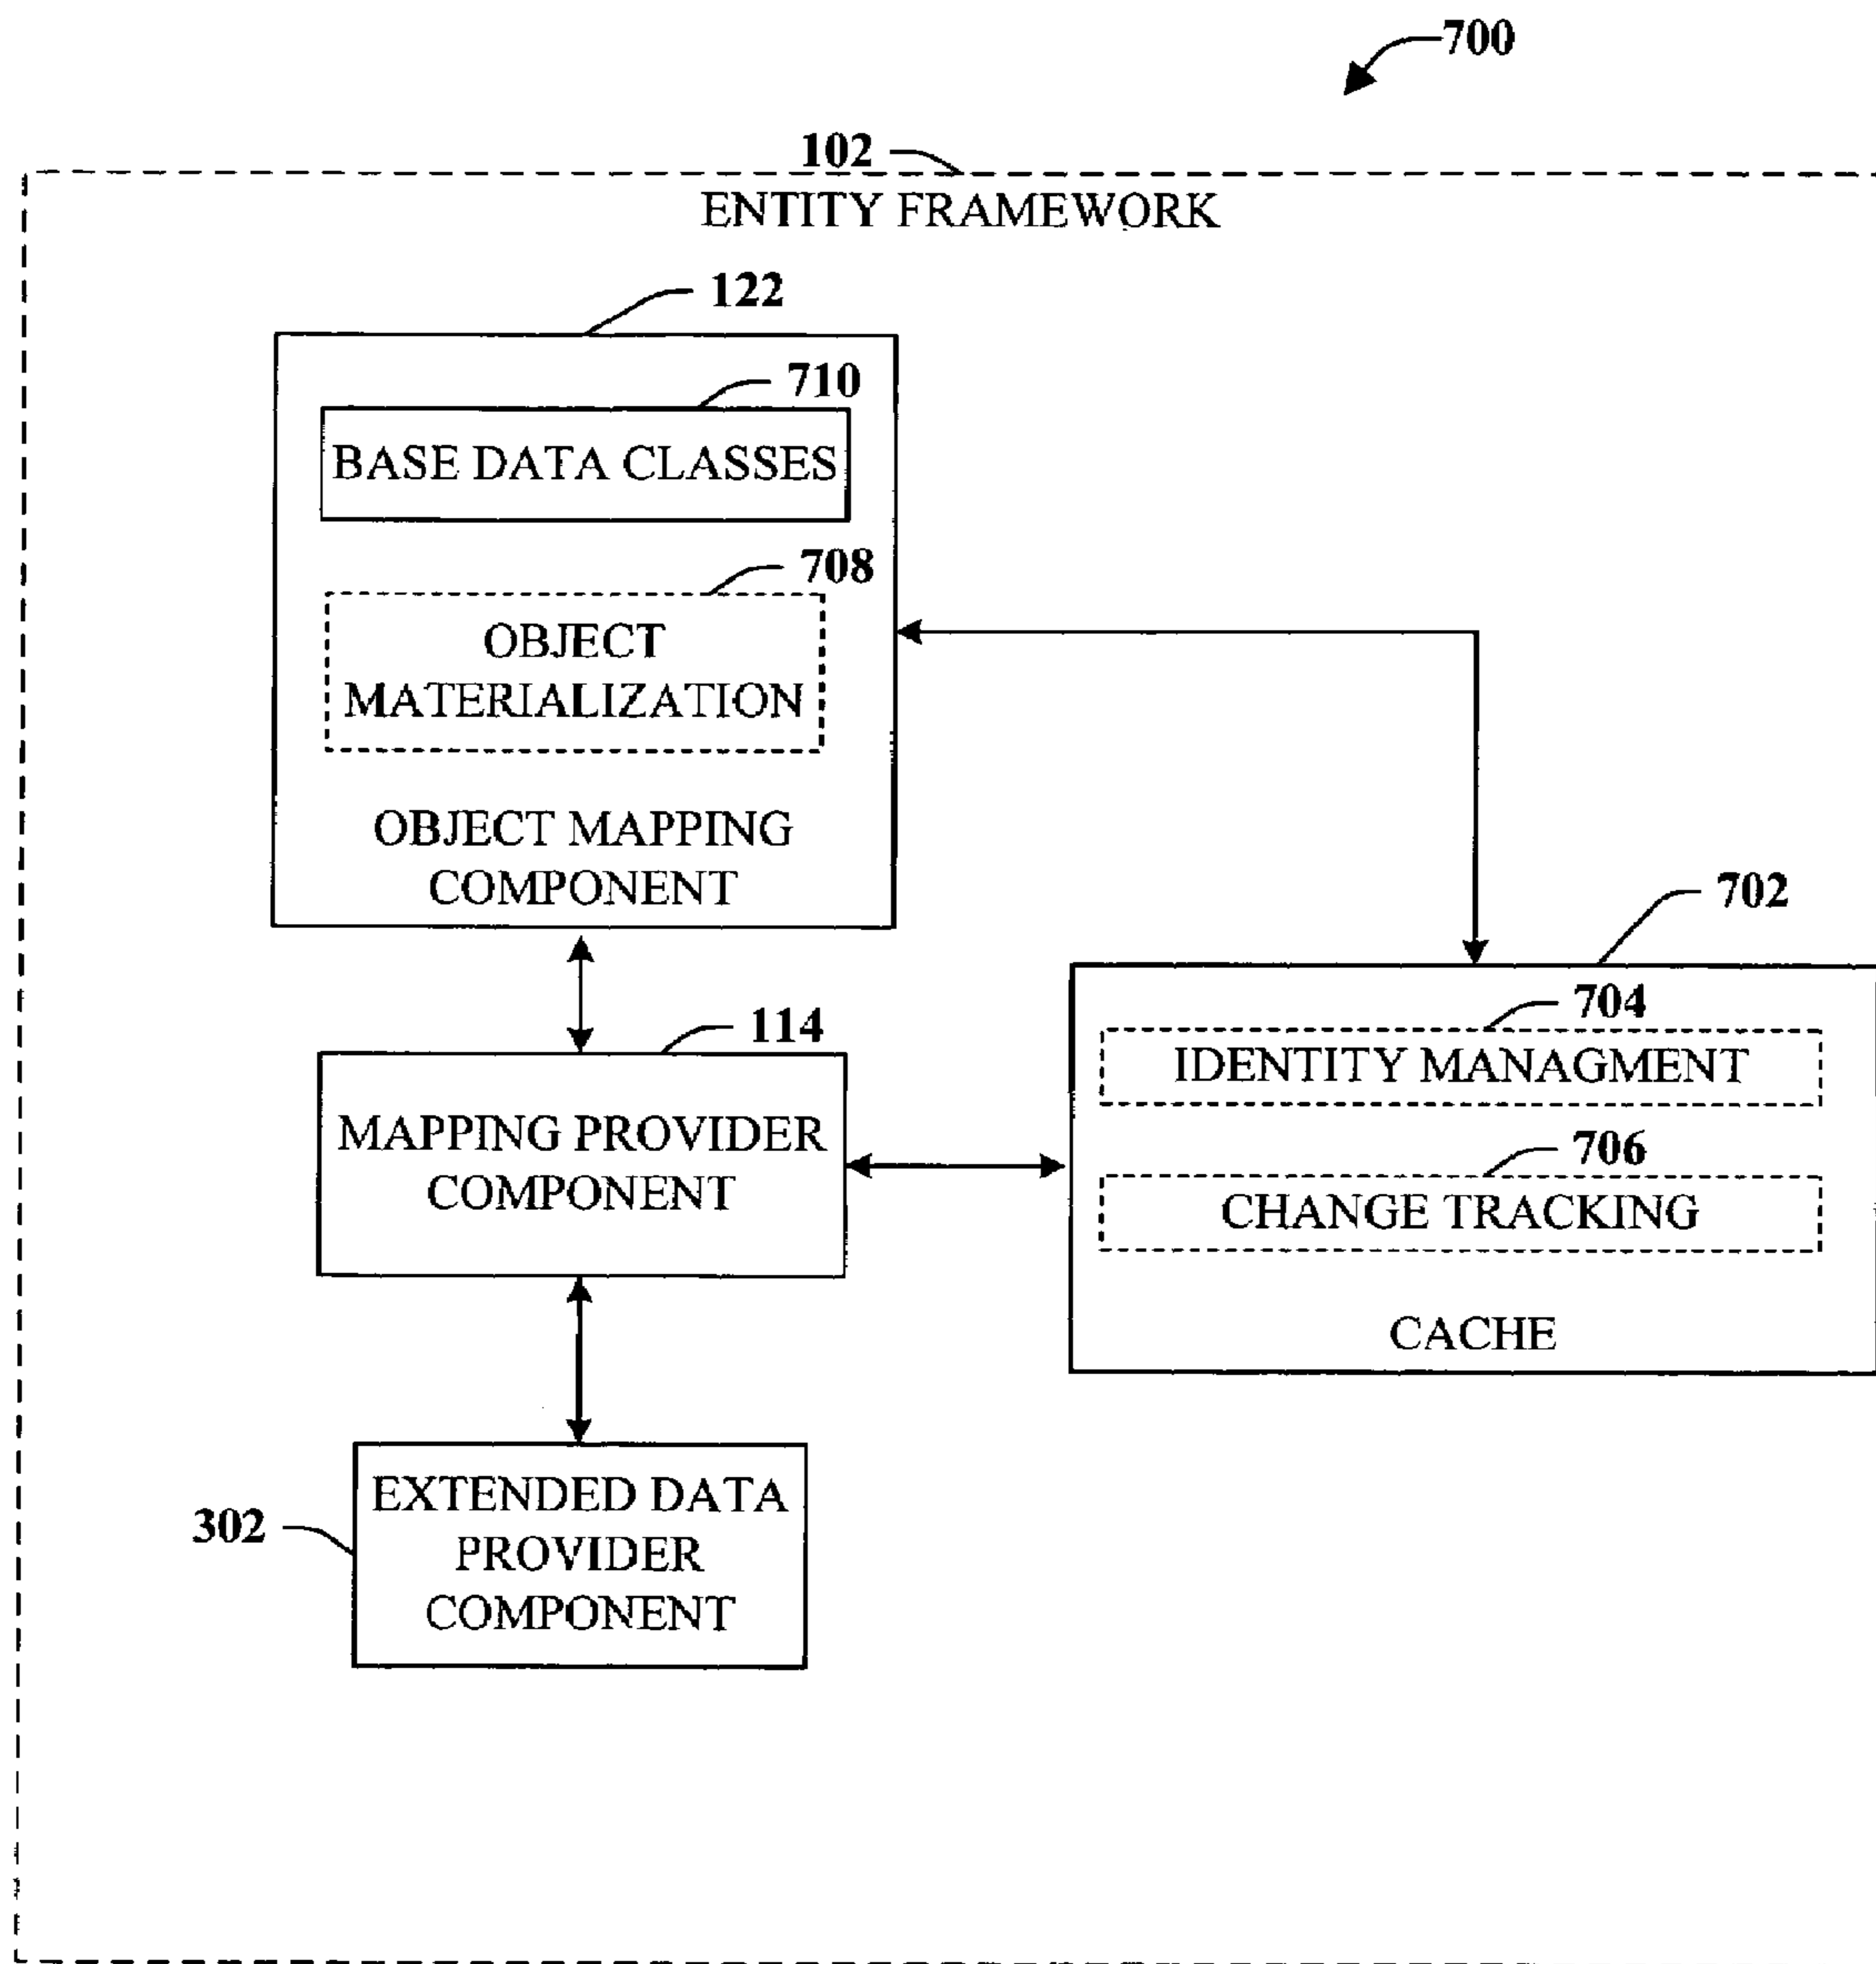 700
102
ENTITY FRAMEWORK
122
710
BASE DATA CLASSES
708
OBJECT
MATERIALIZATION
OBJECT MAPPING
COMPONENT
702
704
IDENTITY MANAGMENT
114
MAPPING PROVIDER
COMPONENT
706
CHANGE TRACKING
CACHE
302
EXTENDED DATA
PROVIDER
COMPONENT